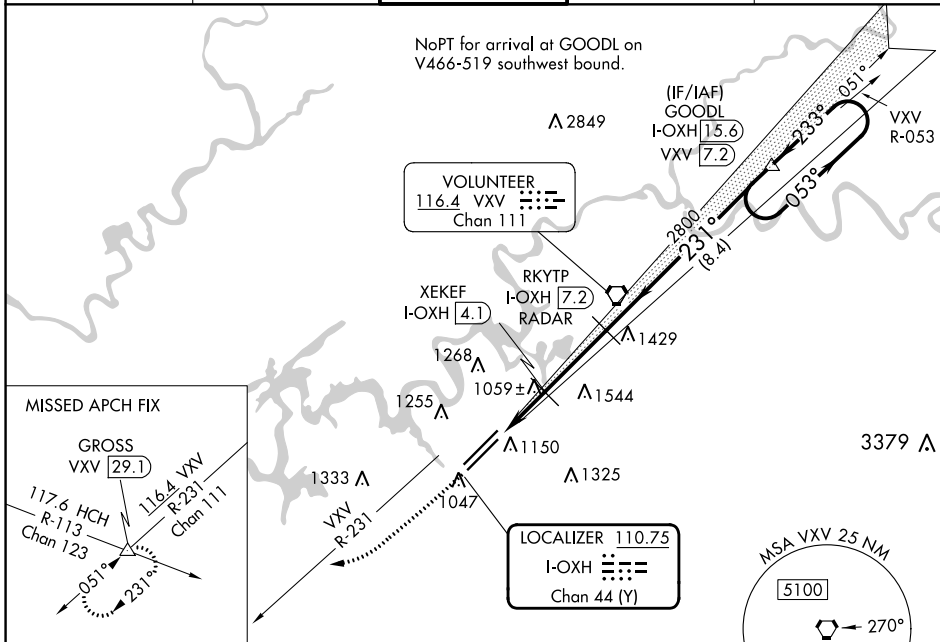 NoPT for arrival at GOODL on
V466-519 southwest bound.
(IF/IAF)
GOODL
I-OXH 15.6
VXV 7.2
051°
233°
053°
VXV
R-053
2849
VOLUNTEER
116.4 VXV
Chan 111
2800
231°
(8.4)
XEKEF
I-OXH 4.1
RKYTP
I-OXH 7.2
RADAR
1429
1268
1059±
1544
1255
1150
3379
1333
1047
1325
VXV
R-231
MISSED APCH FIX
GROSS
VXV 29.1
117.6 HCH
R-113
Chan 123
116.4 VXV
R-231
Chan 111
051°
231°
LOCALIZER 110.75
I-OXH
Chan 44 (Y)
MSA VXV 25 NM
5100
270°